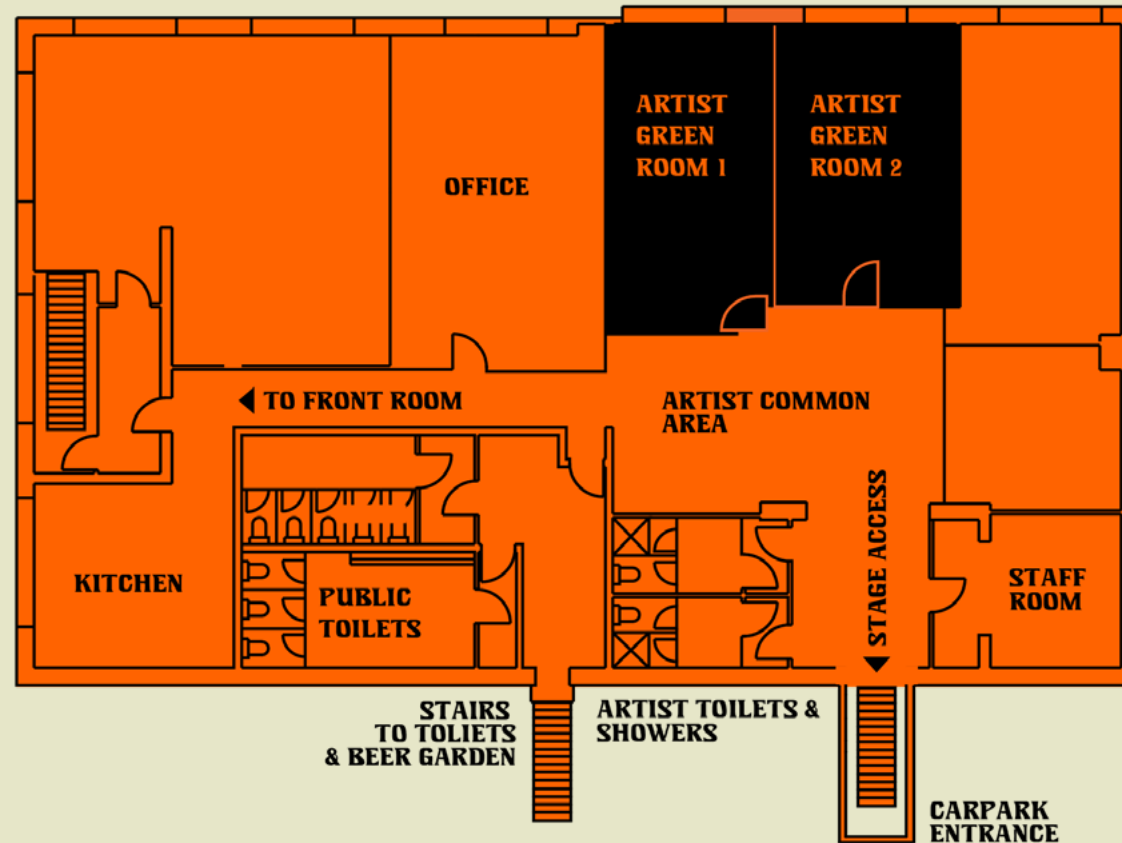 ARTIST
GREEN
ROOM 1
ARTIST
GREEN
ROOM 2
OFFICE
TO FRONT ROOM
ARTIST COMMON
AREA
STAGE ACCESS
KITCHEN
PUBLIC
TOILETS
STAFF
ROOM
STAIRS
TO TOLIETS
& BEER GARDEN
ARTIST TOILETS &
SHOWERS
CARPARK
ENTRANCE